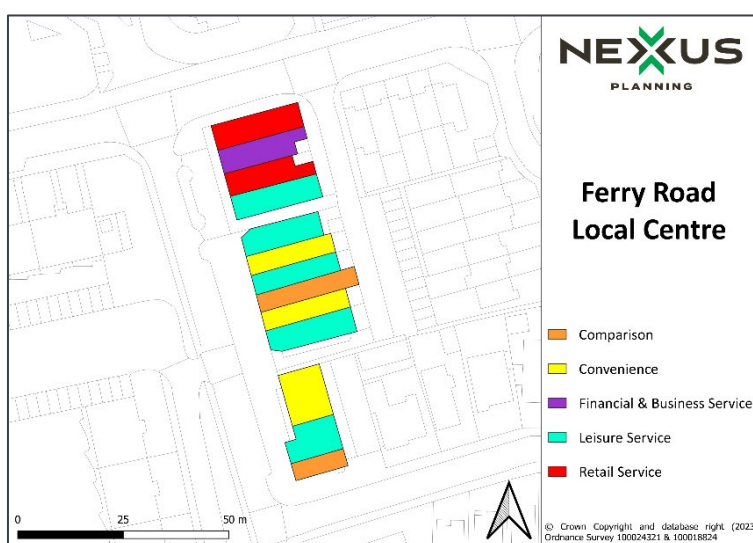 NEXUS
PLANNING
Ferry Road
Local Centre
Comparison
Convenience
Financial & Business Service
Leisure Service
Retail Service
0 25 50 m
© Crown Copyright and database right (2023
Ordnance Survey 100024321 & 100018824